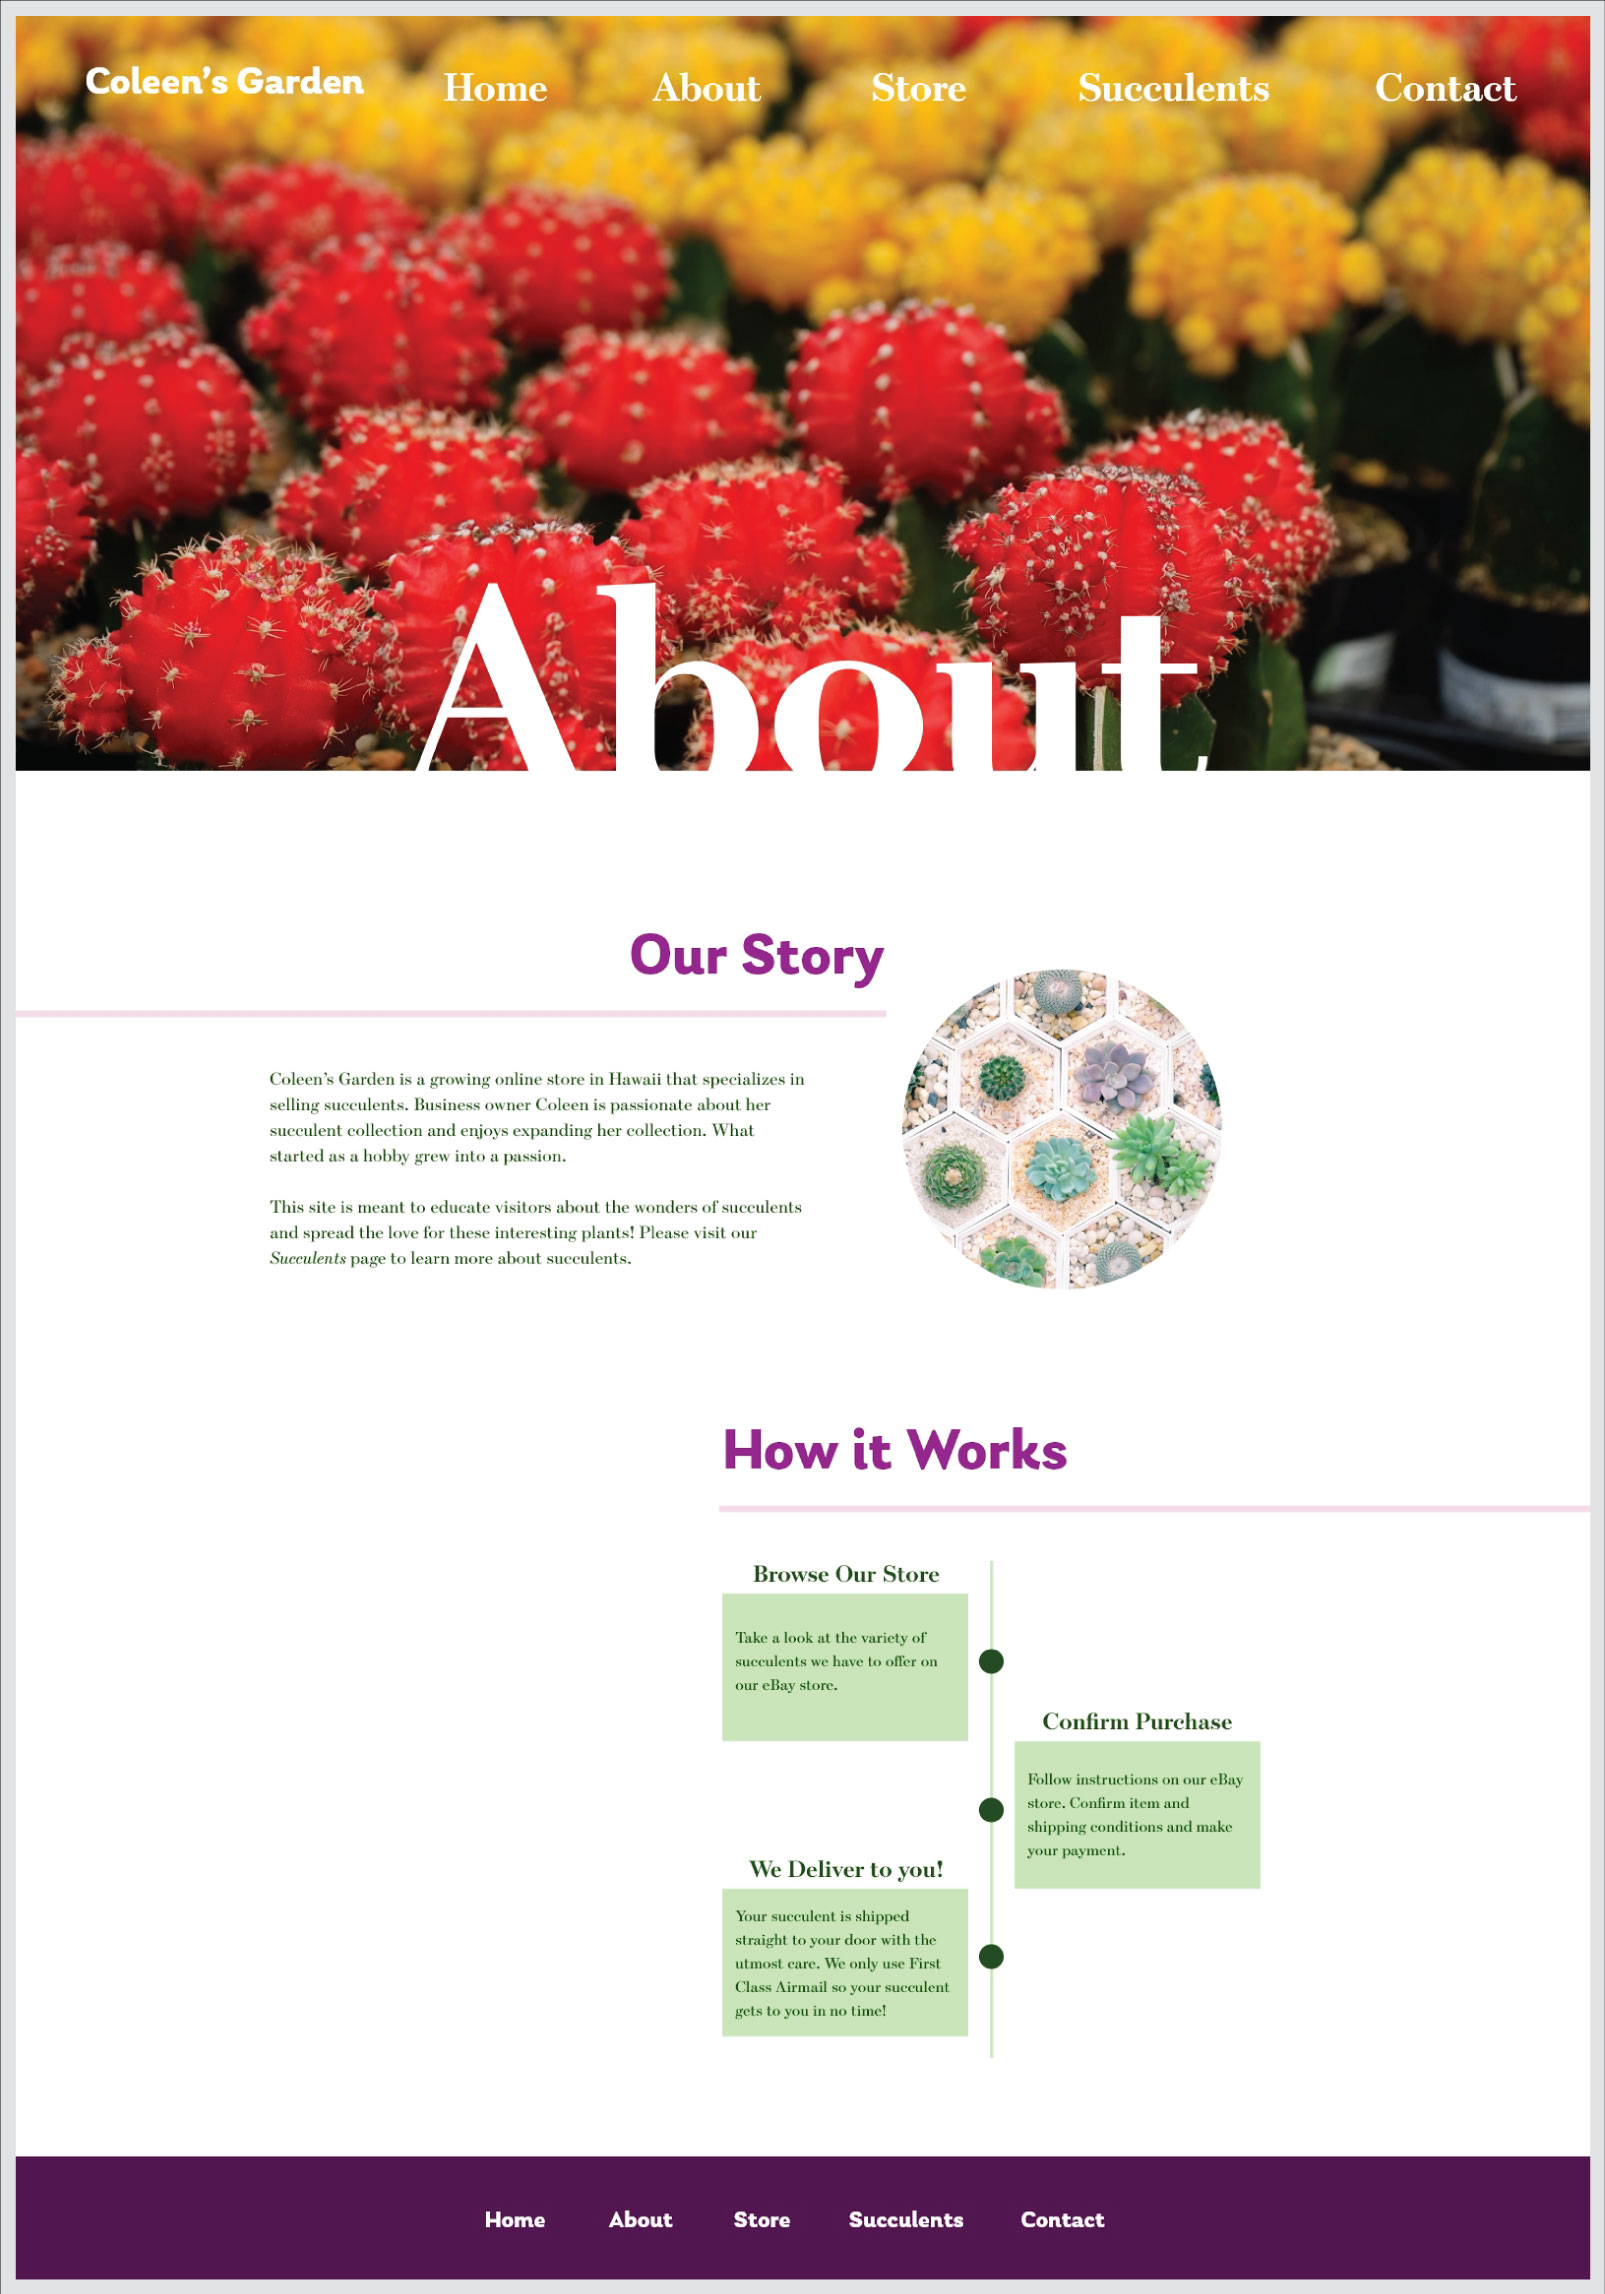 Coleen’s Garden Home About Store Succulents Contact
About
Our Story
Coleen’s Garden is a growing online store in Hawaii that specializes in
selling succulents. Business owner Coleen is passionate about her
succulent collection and enjoys expanding her collection. What
started as a hobby grew into a passion.
This site is meant to educate visitors about the wonders of succulents
and spread the love for these interesting plants! Please visit our
Succulents page to learn more about succulents.
How it Works
Browse Our Store
Take a look at the variety of
succulents we have to offer on
our eBay store.
Confirm Purchase
Follow instructions on our eBay
store. Confirm item and
shipping conditions and make
your payment.
We Deliver to you!
Your succulent is shipped
straight to your door with the
utmost care. We only use First
Class Airmail so your succulent
gets to you in no time!
Home About Store Succulents Contact